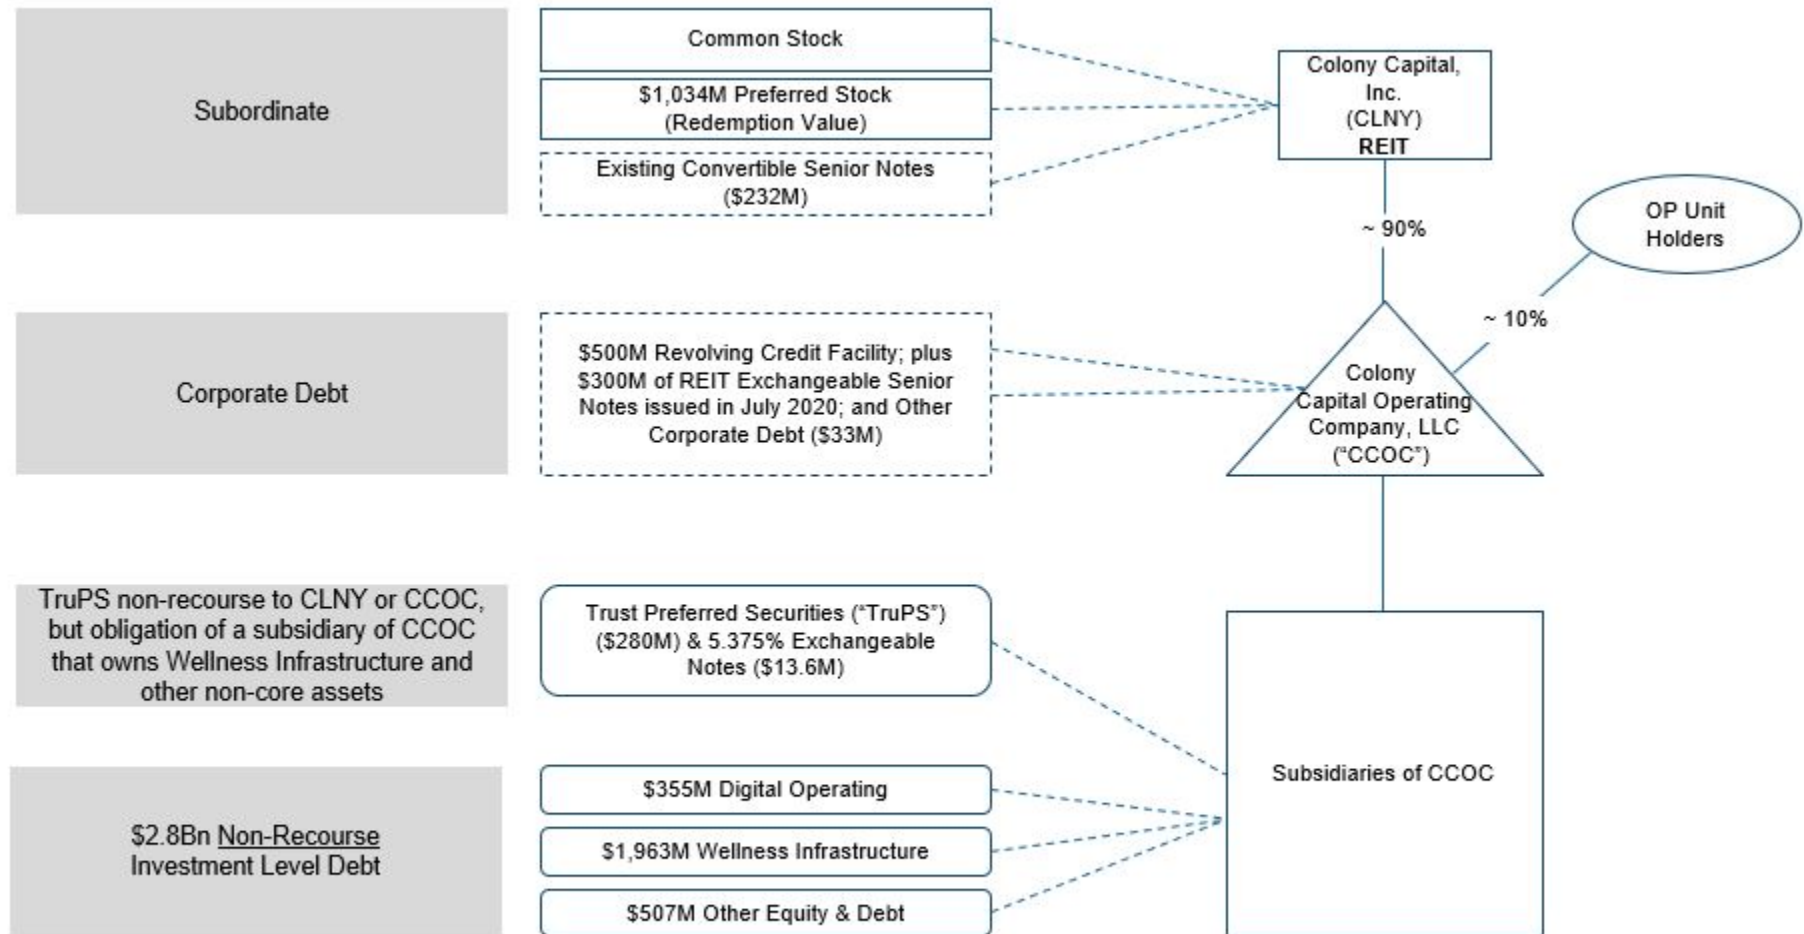 Subordinate
Common Stock
$1,034M Preferred Stock
(Redemption Value)
Existing Convertible Senior Notes
($232M)
Colony Capital,
Inc.
(CLNY)
REIT
~ 90%
OP Unit
Holders
~ 10%
Corporate Debt
$500M Revolving Credit Facility; plus
$300M of REIT Exchangeable Senior
Notes issued in July 2020; and Other
Corporate Debt ($33M)
Colony
Capital Operating
Company, LLC
(“CCOC”)
TruPS non-recourse to CLNY or CCOC,
but obligation of a subsidiary of CCOC
that owns Wellness Infrastructure and
other non-core assets
Trust Preferred Securities (“TruPS”)
($280M) & 5.375% Exchangeable
Notes ($13.6M)
Subsidiaries of CCOC
$2.8Bn Non-Recourse
Investment Level Debt
$355M Digital Operating
$1,963M Wellness Infrastructure
$507M Other Equity & Debt